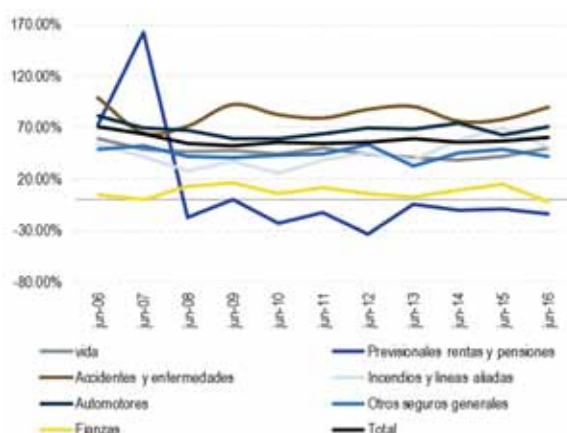 170.00%
120.00%
70.00%
20.00%
-30.00%
-80.00%
jun-06
jun-07
jun-08
jun-09
jun-10
jun-11
jun-12
jun-13
jun-14
jun-15
jun-16
vida
Previsionales rentas y pensiones
Accidentes y enfermedades
Incendios y lineas aliadas
Automotores
Otros seguros generales
Fianzas
Total